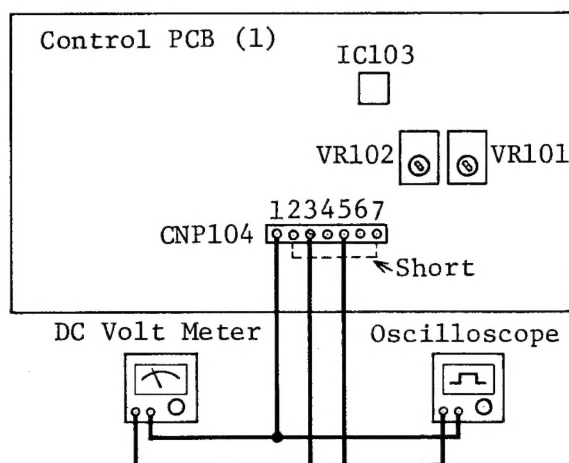 Control PCB (1)
IC103
VR102
VR101
1234567
CNP104
Short
DC Volt Meter
Oscilloscope